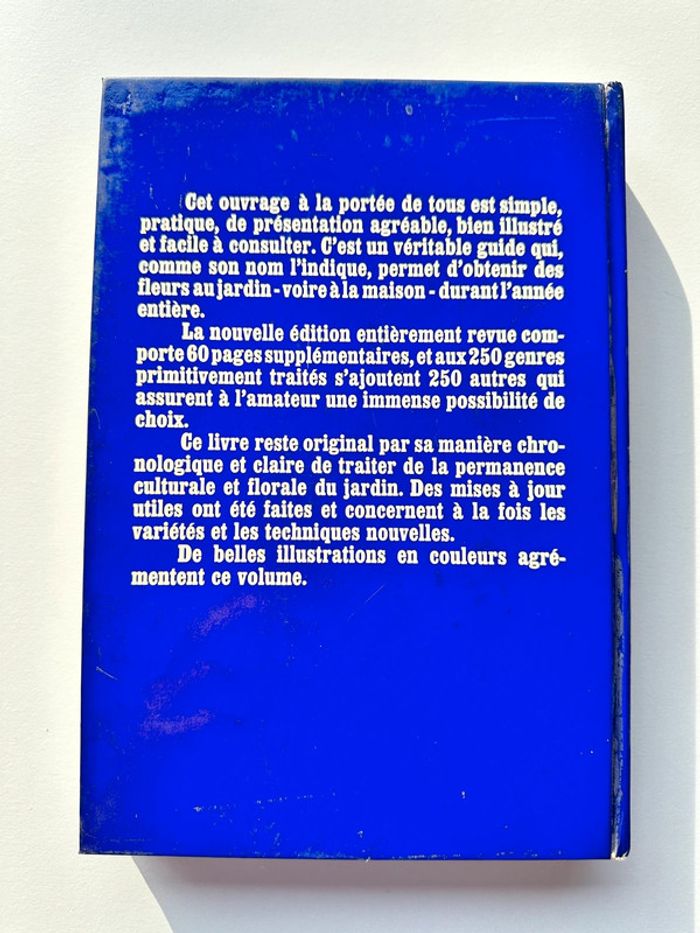 Cet ouvrage à la portée de tous est simple,
pratique, de présentation agréable, bien illustré
et facile à consulter. C'est un véritable guide qui,
comme son nom l'indique, permet d'obtenir des
fleurs au jardin - voire à la maison - durant l'année
entière.
La nouvelle édition entièrement revue com-
porte 60 pages supplémentaires, et aux 250 genres
primitivement traités s'ajoutent 250 autres qui
assurent à l'amateur une immense possibilité de
choix.
Ce livre reste original par sa manière chro-
nologique et claire de traiter de la permanence
culturale et florale du jardin. Des mises à jour
utiles ont été faites et concernent à la fois les
variétés et les techniques nouvelles.
De belles illustrations en couleurs agré-
mentent ce volume.